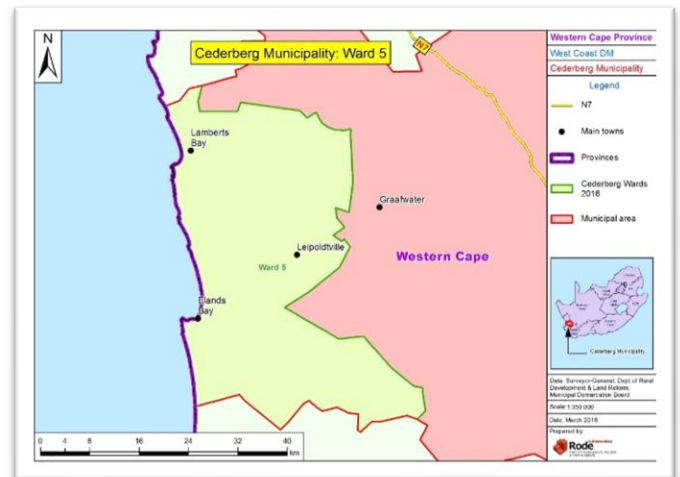 N
Cederberg Municipality: Ward 5
N7
Lamberts
Bay
Graafwater
Leipoldtville
Ward 5
Western Cape
Elands
Bay
0 4 8 16 24 32 40
km
Western Cape Province
West Coast DM
Cederberg Municipality
Legend
N7
Main towns
Provinces
Cederberg Wards
2016
Municipal area
Cederberg Municipality
Data: Surveyor-General, Dept of Rural
Development & Land Reform,
Municipal Demarcation Board
Scale 1:350 000
Date: March 2018
Prepared by
Rode